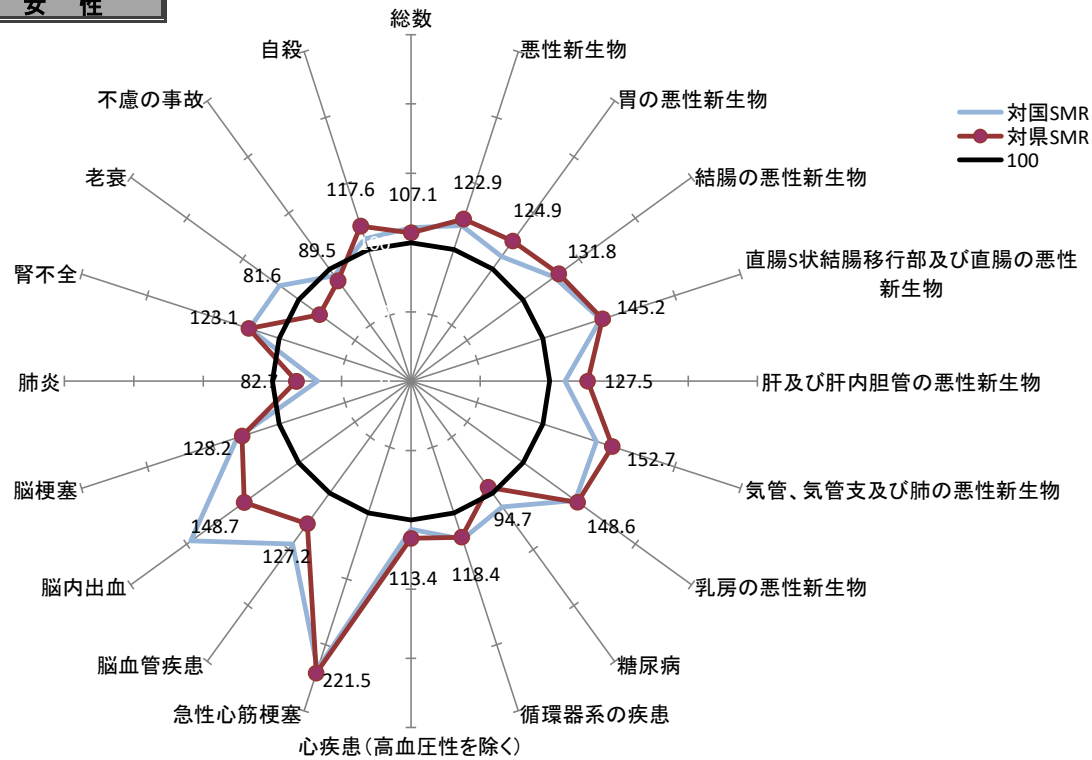 女 性
総数
悪性新生物
胃の悪性新生物
結腸の悪性新生物
直腸S状結腸移行部及び直腸の悪性
新生物
肝及び肝内胆管の悪性新生物
気管、気管支及び肺の悪性新生物
乳房の悪性新生物
糖尿病
循環器系の疾患
心疾患(高血圧性を除く)
急性心筋梗塞
脳血管疾患
脳内出血
脳梗塞
肺炎
腎不全
老衰
不慮の事故
自殺
107.1
122.9
124.9
131.8
145.2
127.5
152.7
148.6
94.7
118.4
113.4
221.5
127.2
148.7
128.2
82.7
123.1
81.6
89.5
117.6
100
対国SMR
対県SMR
100